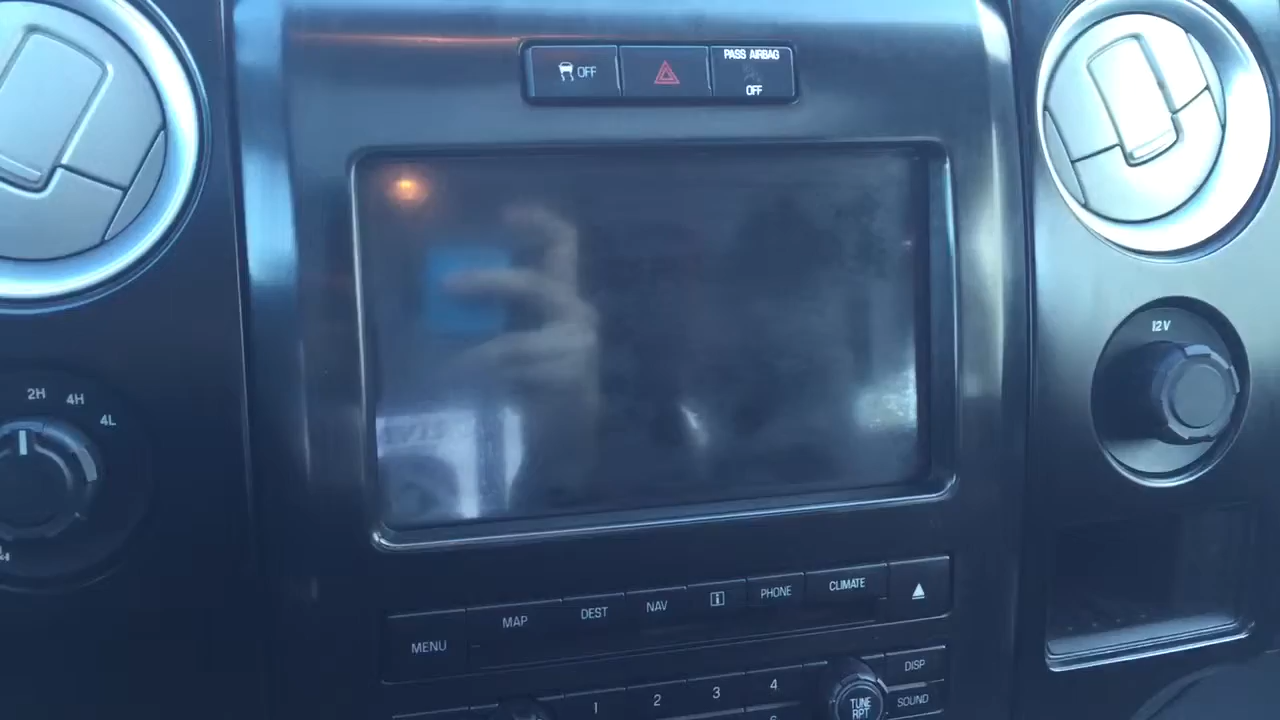 OFF
PASS AIRBAG
OFF
12V
2H 4H 4L
MENU MAP DEST NAV i PHONE CLIMATE
1 2 3 4 DISP
TUNE SOUND
RPT